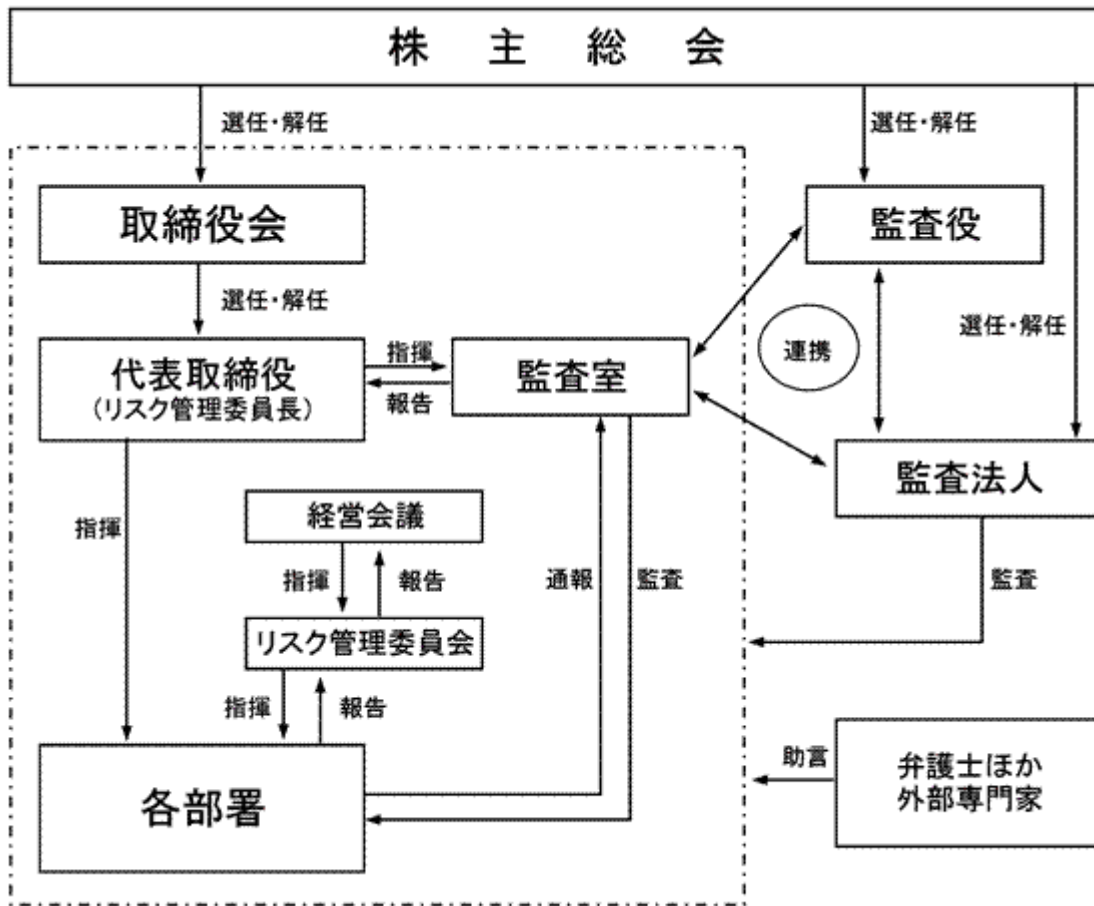 株主総会
選任・解任
選任・解任
取締役会
監査役
選任・解任
選任・解任
連携
代表取締役
(リスク管理委員長)
指揮
報告
監査室
監査法人
指揮
経営会議
指揮
報告
通報
監査
監査
リスク管理委員会
指揮
報告
各部署
助言
弁護士ほか
外部専門家